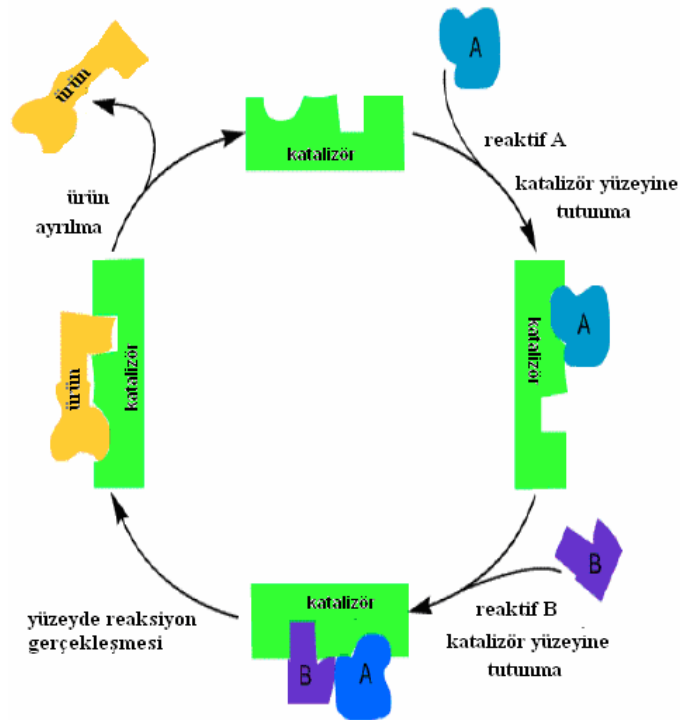 ürün
A
katalizör
reaktif A
katalizör yüzeyine
tutunma
ürün
ayrılma
katalizör
A
ürün
katalizör
B
katalizör
reaktif B
katalizör yüzeyine
tutunma
yüzeyde reaksiyon
gerçekleşmesi
B
A